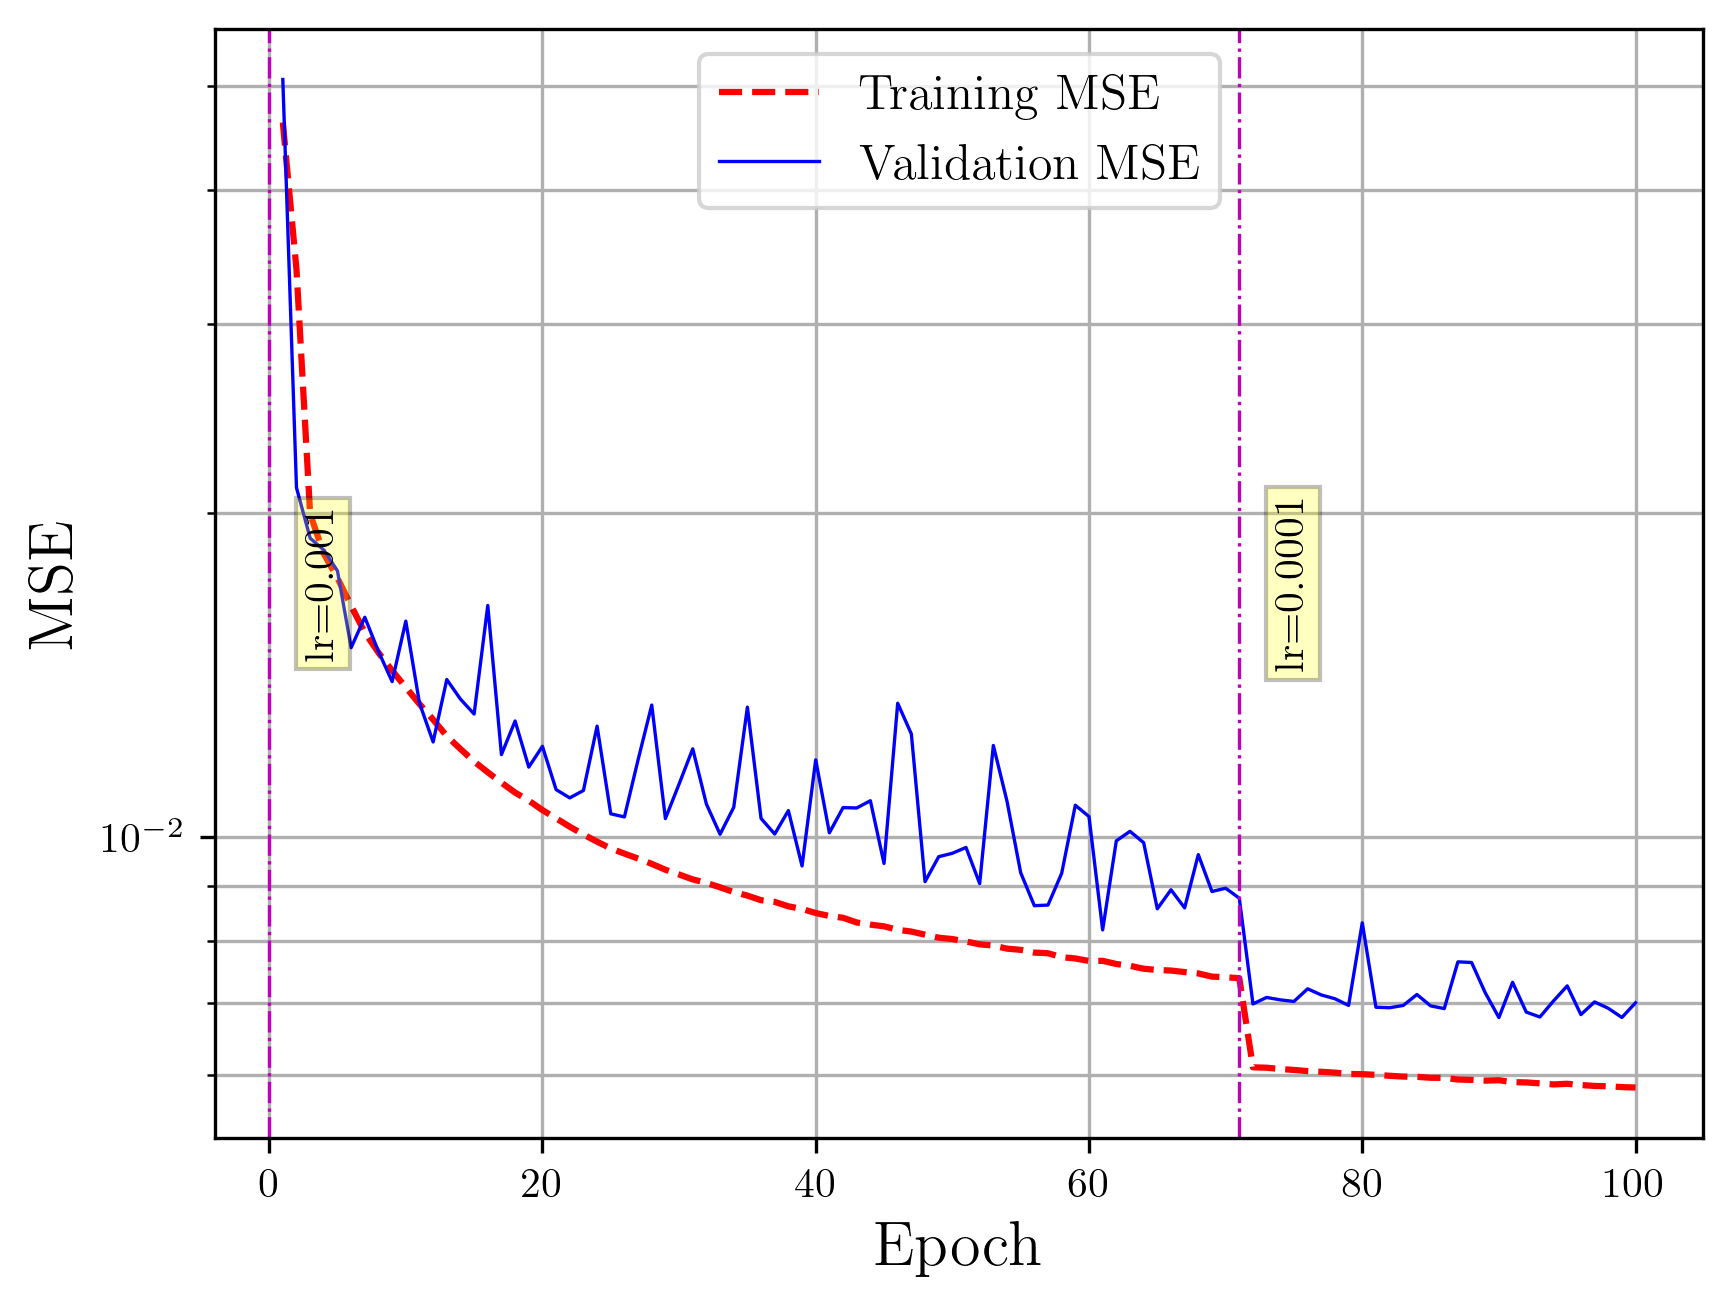 Training MSE
Validation MSE
MSE
lr=0.001
lr=0.0001
10⁻²
0 20 40 60 80 100
Epoch